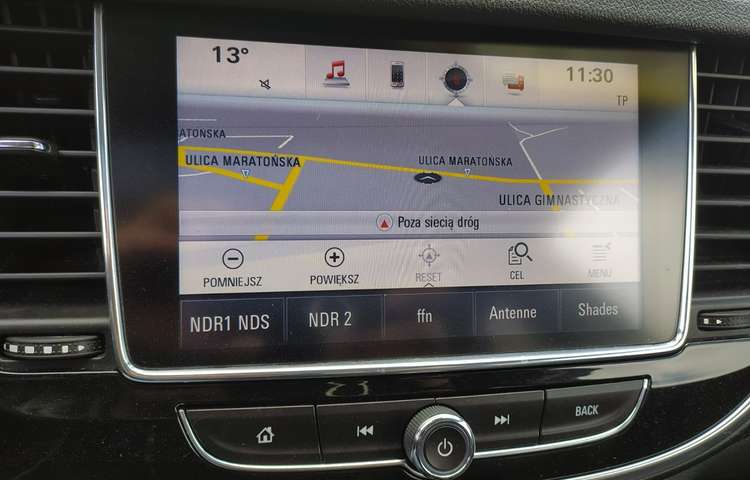 13°
11:30
TP
ATOŃSKA
ULICA MARATOŃSKA
ULICA MARATOŃSKA
ULICA GIMNASTYCZNA
Poza siecią dróg
POMNIEJSZ
POWIĘKSZ
RESET
CEL
MENU
NDR1 NDS
NDR 2
ffn
Antenne
Shades
BACK